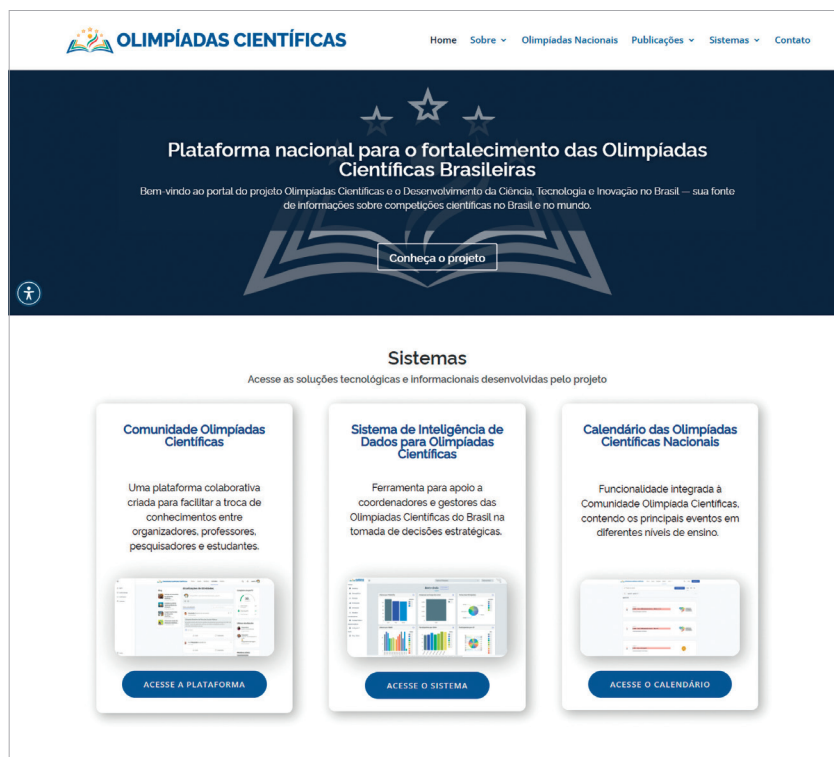 OLIMPÍADAS CIENTÍFICAS
Home Sobre Olimpíadas Nacionais Publicações Sistemas Contato
Plataforma nacional para o fortalecimento das Olimpíadas
Científicas Brasileiras
Bem-vindo ao portal do projeto Olimpíadas Científicas e o Desenvolvimento da Ciência, Tecnologia e Inovação no Brasil — sua fonte
de informações sobre competições científicas no Brasil e no mundo.
Conheça o projeto
Sistemas
Acesse as soluções tecnológicas e informacionais desenvolvidas pelo projeto
Comunidade Olimpíadas
Científicas
Uma plataforma colaborativa
criada para facilitar a troca de
conhecimentos entre
organizadores, professores,
pesquisadores e estudantes.
ACESSE A PLATAFORMA
Sistema de Inteligência de
Dados para Olimpíadas
Científicas
Ferramenta para apoio a
coordenadores e gestores das
Olimpíadas Científicas do Brasil na
tomada de decisões estratégicas.
ACESSE O SISTEMA
Calendário das Olimpíadas
Científicas Nacionais
Funcionalidade integrada à
Comunidade Olimpíada Científicas,
contendo os principais eventos em
diferentes níveis de ensino.
ACESSE O CALENDÁRIO